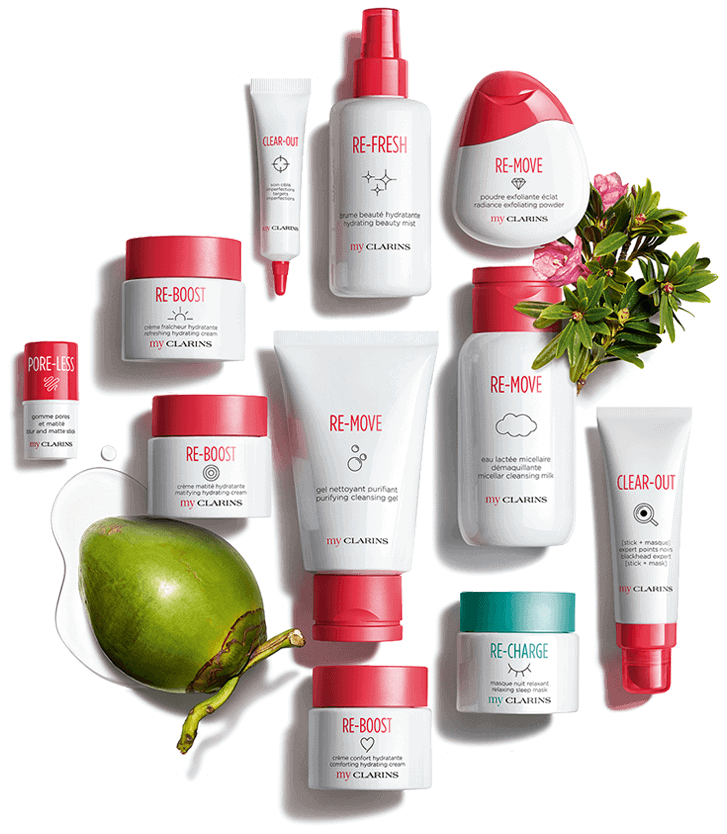 CLEAR-OUT
soin ciblé
imperfections
targets
imperfections
my CLARINS
RE-FRESH
brume beauté hydratante
hydrating beauty mist
my CLARINS
RE-MOVE
poudre exfoliante éclat
radiance exfoliating powder
my CLARINS
RE-BOOST
crème fraîcheur hydratante
refreshing hydrating cream
my CLARINS
PORE-LESS
gomme pores
et matité
blur and matte stick
my CLARINS
RE-BOOST
crème matité hydratante
matifying hydrating cream
my CLARINS
RE-MOVE
gel nettoyant purifiant
purifying cleansing gel
my CLARINS
RE-MOVE
eau lactée micellaire
démaquillante
micellar cleansing milk
my CLARINS
CLEAR-OUT
[stick + masque]
expert points noirs
blackhead expert
[stick + mask]
my CLARINS
RE-CHARGE
masque nuit relaxant
relaxing sleep mask
my CLARINS
RE-BOOST
crème confort hydratante
comforting hydrating cream
my CLARINS